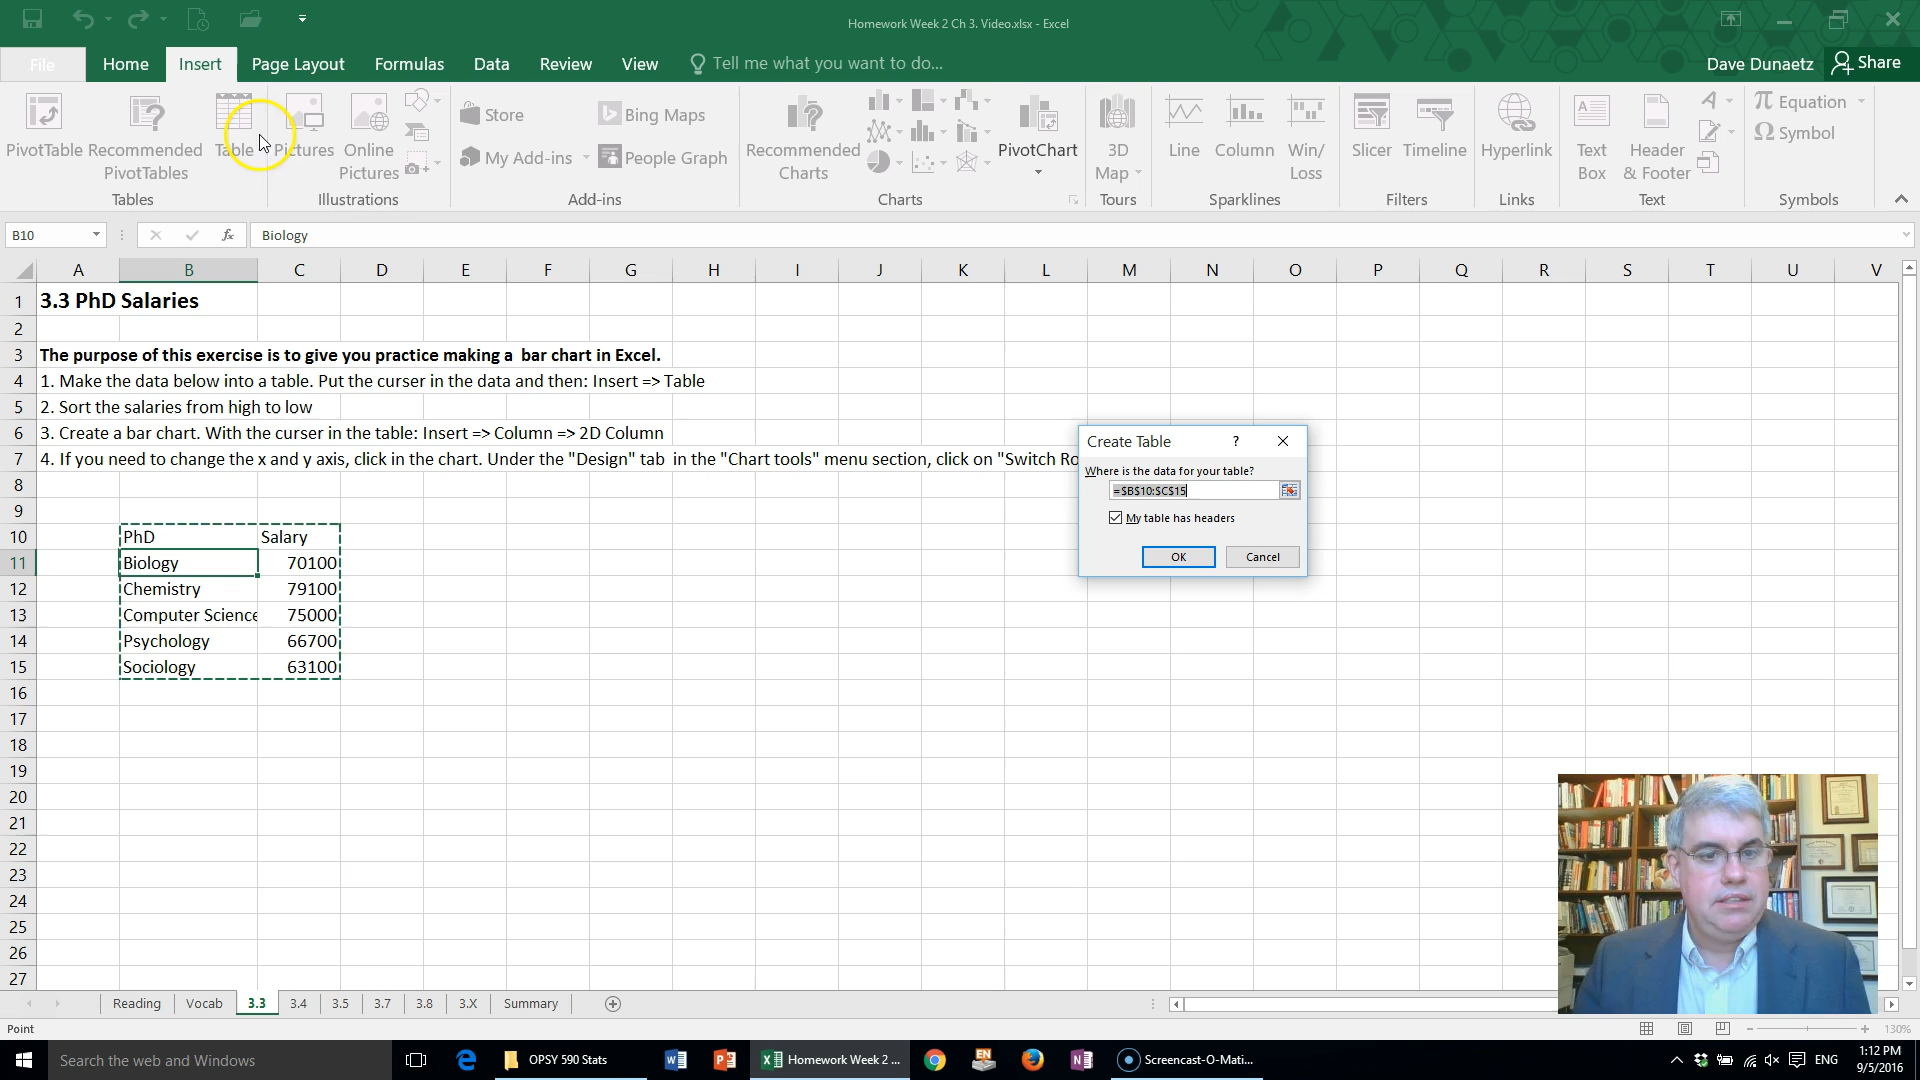 Homework Week 2 Ch 3. Video.xlsx - Excel
File Home Insert Page Layout Formulas Data Review View Tell me what you want to do... Dave Dunaetz Share
PivotTable Recommended PivotTables Table Pictures Online Pictures
Store Bing Maps
My Add-ins People Graph
Recommended Charts PivotChart 3D Map Line Column Win/Loss Slicer Timeline Hyperlink Text Box Header & Footer
Equation
Symbol
Tables Illustrations Add-ins Charts Tours Sparklines Filters Links Text Symbols
B10 fx Biology
A B C D E F G H I J K L M N O P Q R S T U V
1 3.3 PhD Salaries
2
3 The purpose of this exercise is to give you practice making a  bar chart in Excel.
4 1. Make the data below into a table. Put the curser in the data and then: Insert => Table
5 2. Sort the salaries from high to low
6 3. Create a bar chart. With the curser in the table: Insert => Column => 2D Column
7 4. If you need to change the x and y axis, click in the chart. Under the "Design" tab  in the "Chart tools" menu section, click on "Switch Ro
8
9
10 PhD Salary
11 Biology 70100
12 Chemistry 79100
13 Computer Science 75000
14 Psychology 66700
15 Sociology 63100
16
17
18
19
20
21
22
23
24
25
26
27
Create Table ?
Where is the data for your table?
=$B$10:$C$15
My table has headers
OK Cancel
Reading Vocab 3.3 3.4 3.5 3.7 3.8 3.X Summary
Point 130%
Search the web and Windows OPSY 590 Stats Homework Week 2 ... EN Screencast-O-Mati... ENG
1:12 PM
9/5/2016